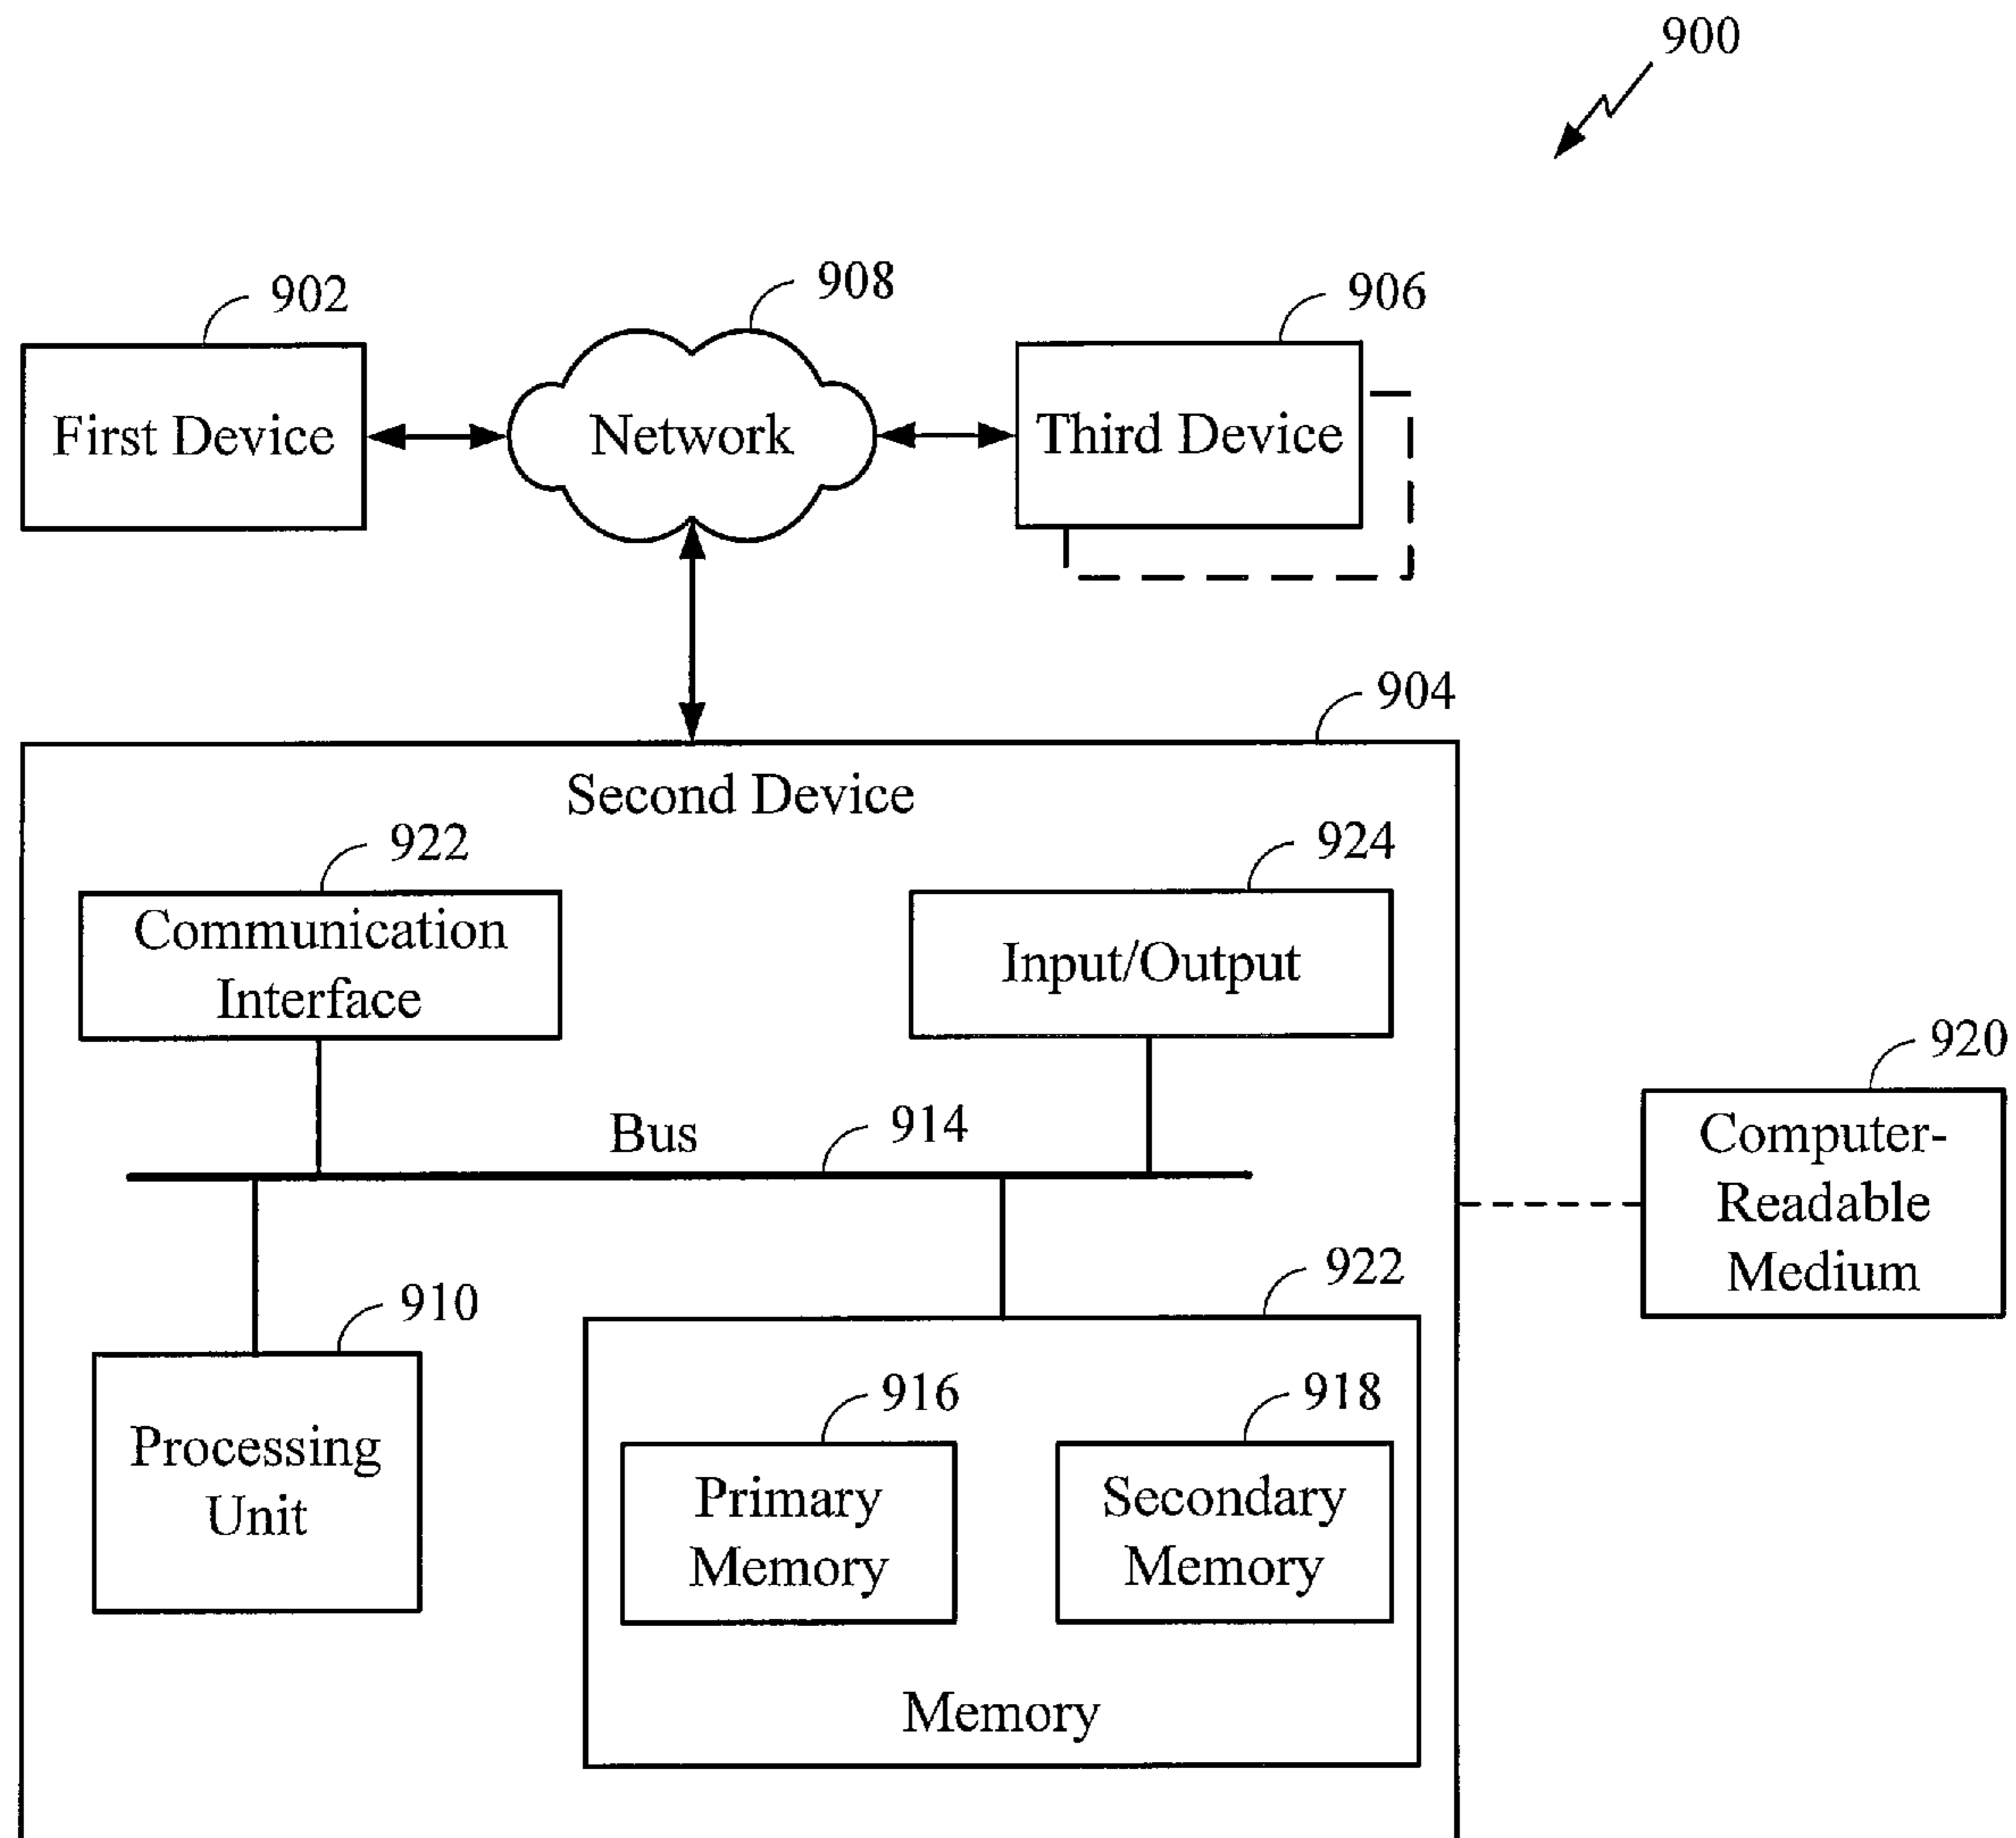 900
902
908
906
First Device
Network
Third Device
904
Second Device
922
924
Communication
Interface
Input/Output
920
Computer-
Readable
Medium
Bus
914
910
922
Processing
Unit
916
918
Primary
Memory
Secondary
Memory
Memory